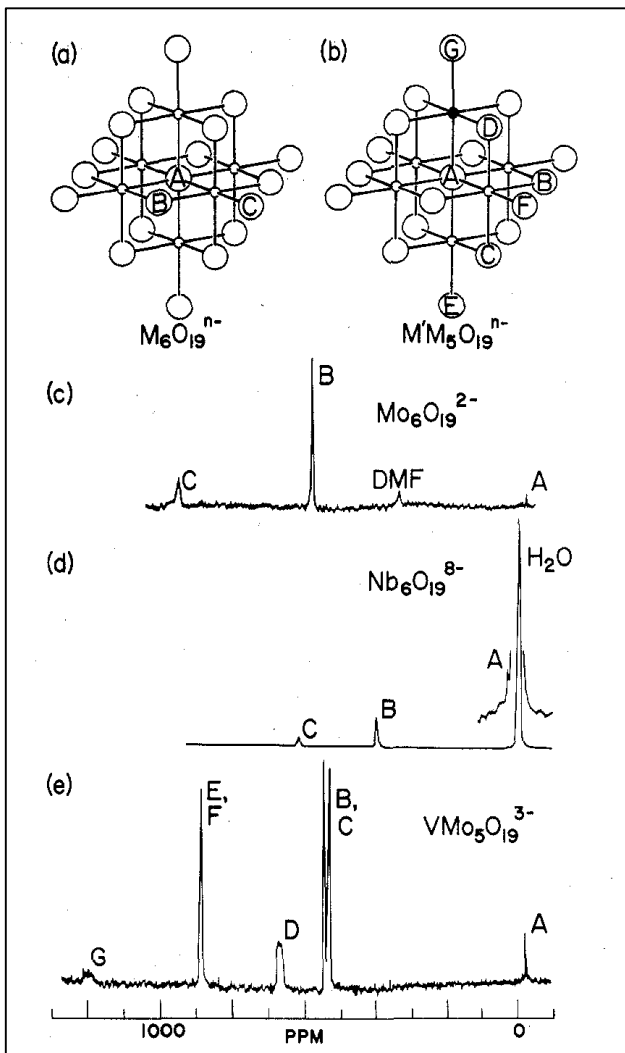 (a)
(b)
G
D
A
B
C
A
B
F
C
E
M₆O₁₉ⁿ⁻
M'M₅O₁₉ⁿ⁻
(c)
B
Mo₆O₁₉²⁻
C
DMF
A
(d)
Nb₆O₁₉⁸⁻
H₂O
A
C
B
(e)
E,
F
B,
C
VMo₅O₁₉³⁻
G
D
A
1000
PPM
0